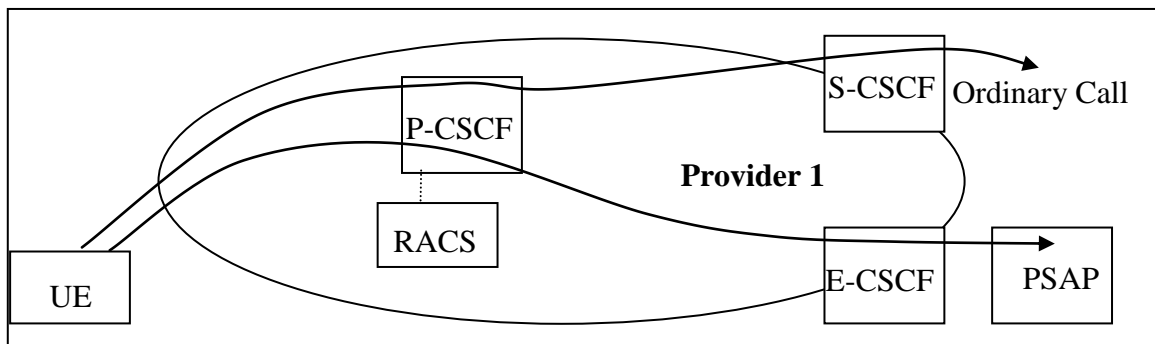 S-CSCF
Ordinary Call
P-CSCF
Provider 1
RACS
UE
E-CSCF
PSAP